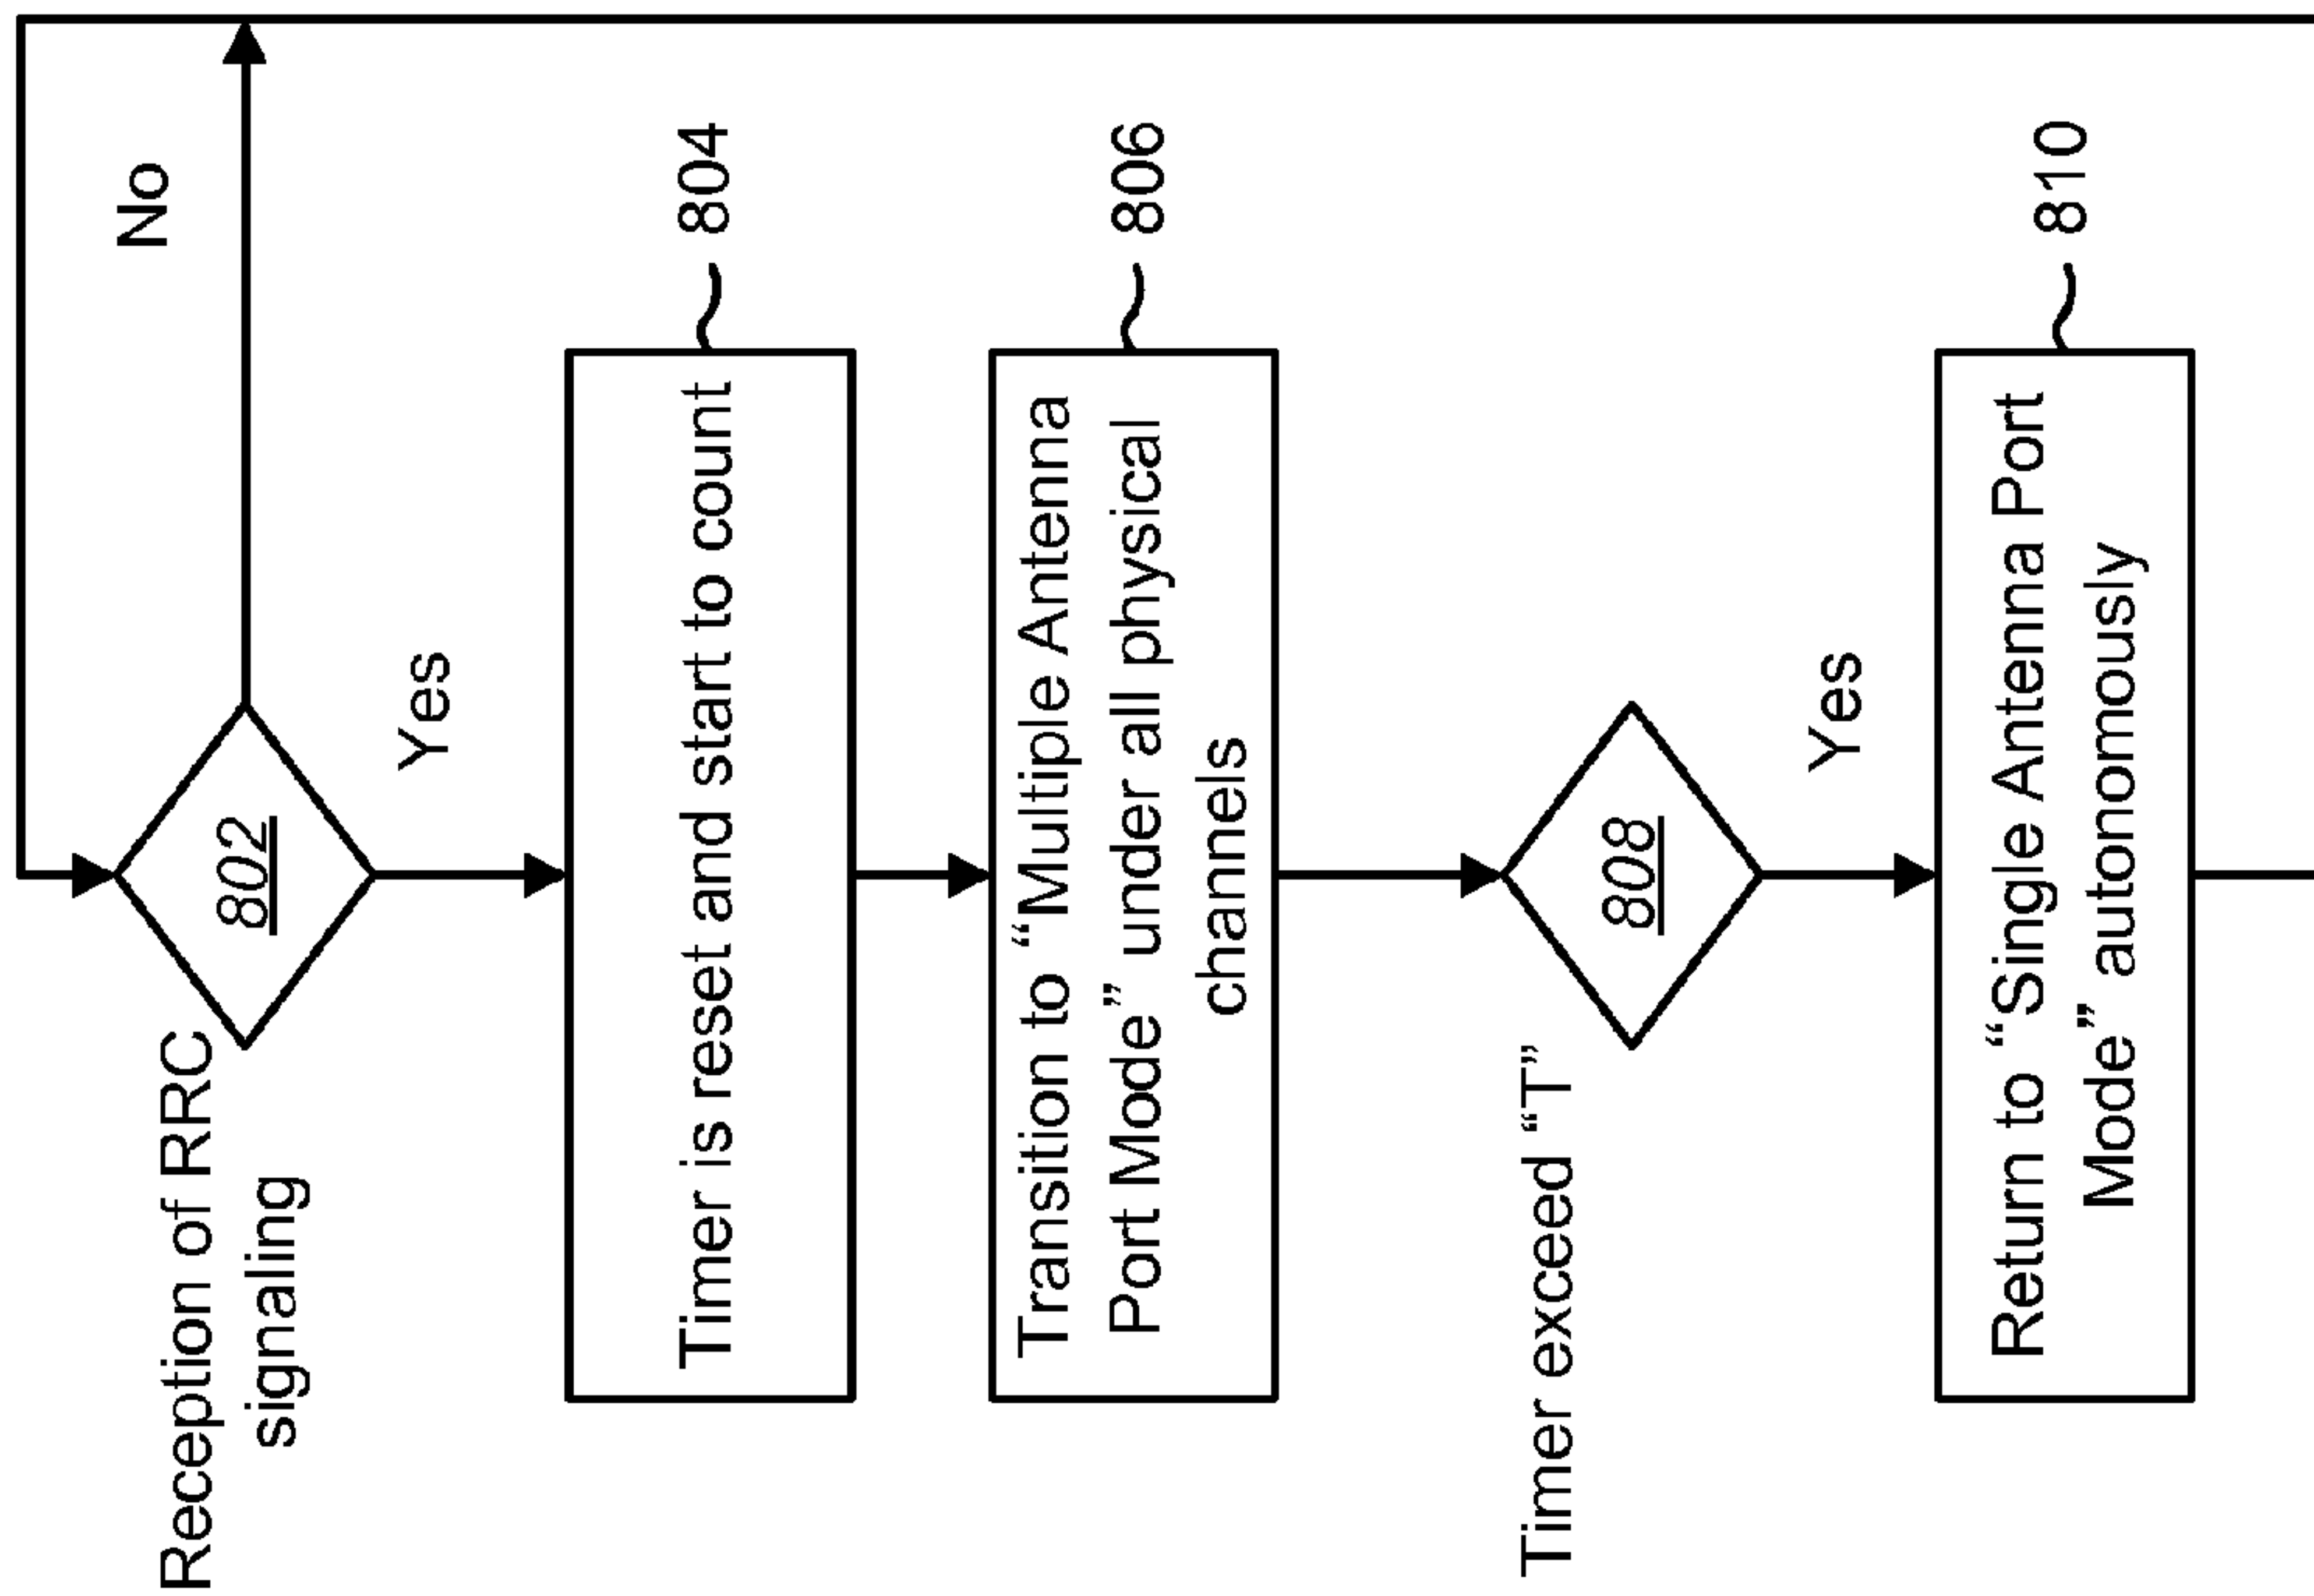 Reception of RRC
signaling
802
No
Yes
Timer is reset and start to count
804
Transition to “Multiple Antenna
Port Mode” under all physical
channels
806
Timer exceed “T”
808
Yes
Return to “Single Antenna Port
Mode” autonomously
810